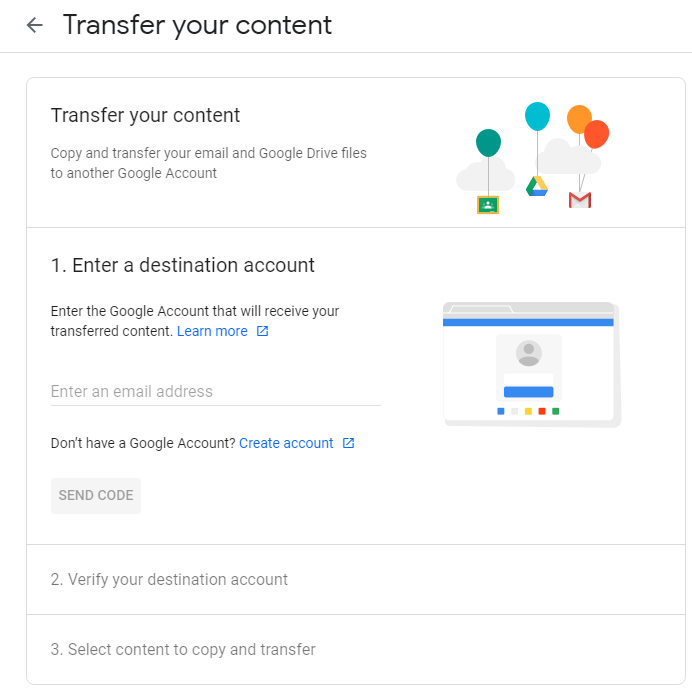 Transfer your content
Transfer your content
Copy and transfer your email and Google Drive files
to another Google Account
1. Enter a destination account
Enter the Google Account that will receive your
transferred content. Learn more
Enter an email address
Don’t have a Google Account? Create account
SEND CODE
2. Verify your destination account
3. Select content to copy and transfer